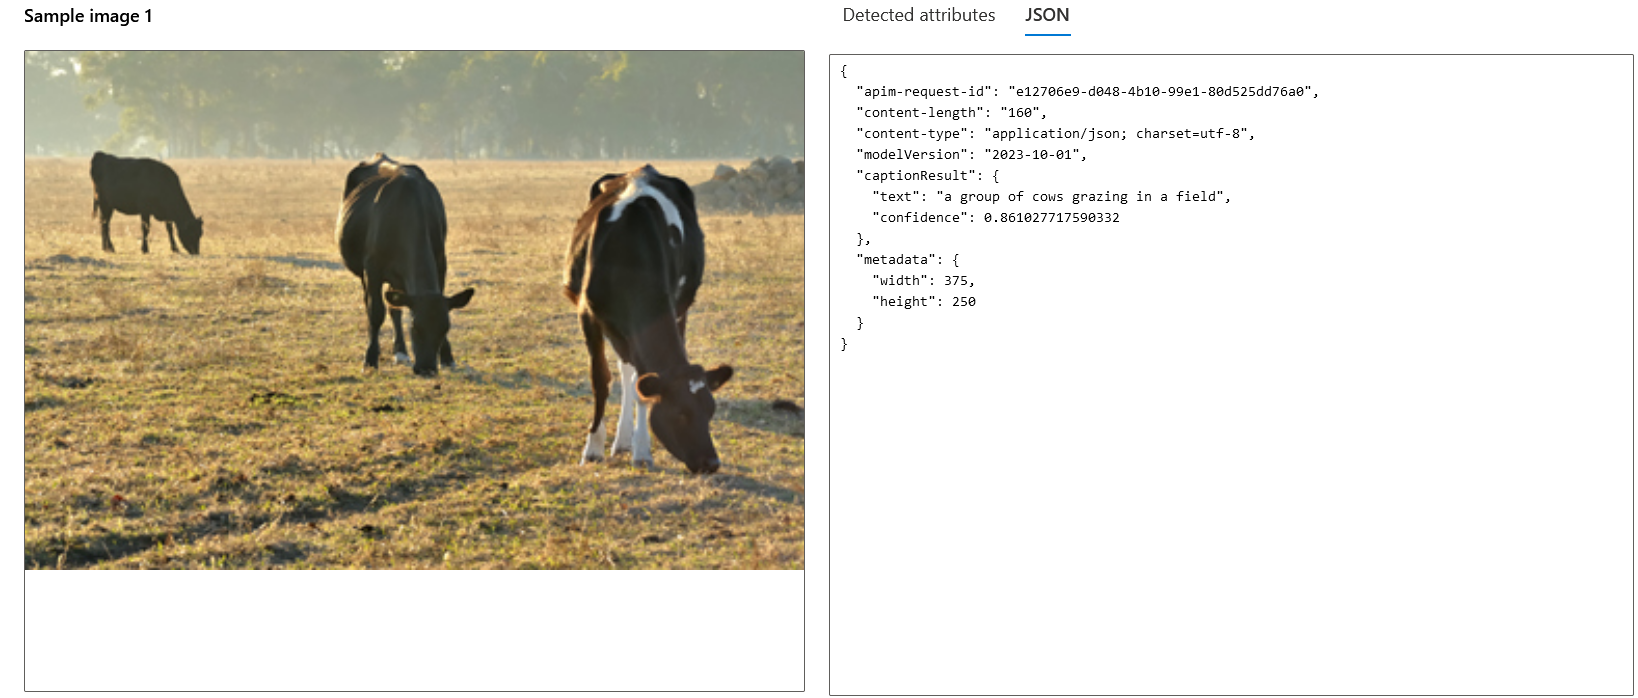 Sample image 1
Detected attributes JSON
{
  "apim-request-id": "e12706e9-d048-4b10-99e1-80d525dd76a0",
  "content-length": "160",
  "content-type": "application/json; charset=utf-8",
  "modelVersion": "2023-10-01",
  "captionResult": {
    "text": "a group of cows grazing in a field",
    "confidence": 0.861027717590332
  },
  "metadata": {
    "width": 375,
    "height": 250
  }
}